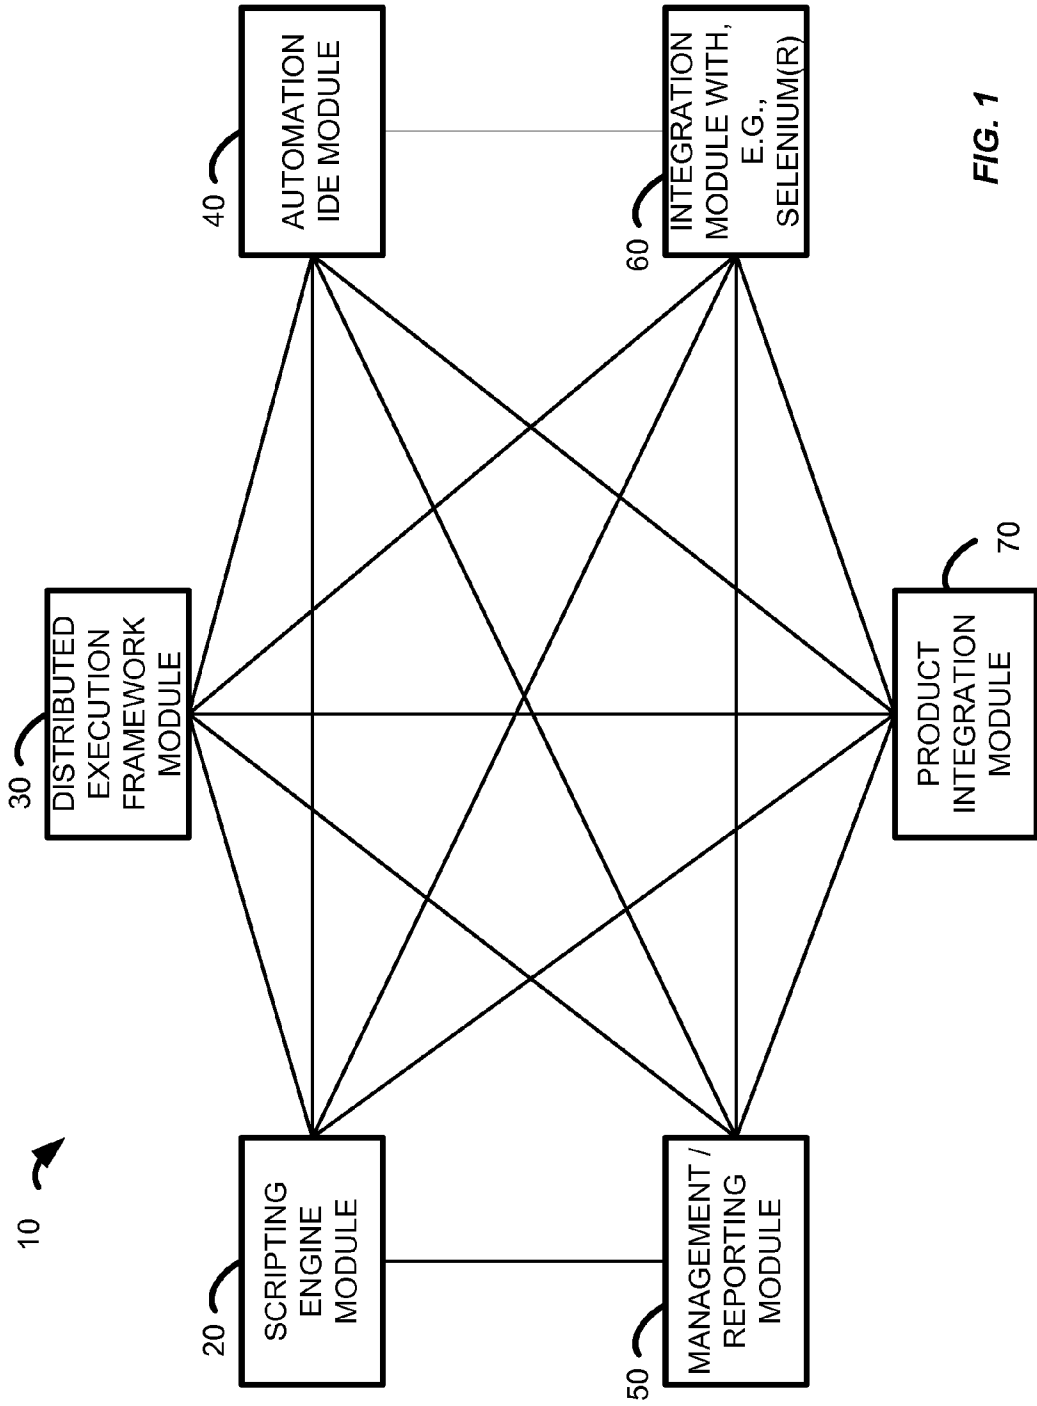 10
30
DISTRIBUTED
EXECUTION
FRAMEWORK
MODULE
20
SCRIPTING
ENGINE
MODULE
40
AUTOMATION
IDE MODULE
50
MANAGEMENT /
REPORTING
MODULE
60
INTEGRATION
MODULE WITH,
E.G.,
SELENIUM(R)
PRODUCT
INTEGRATION
MODULE
70
FIG. 1